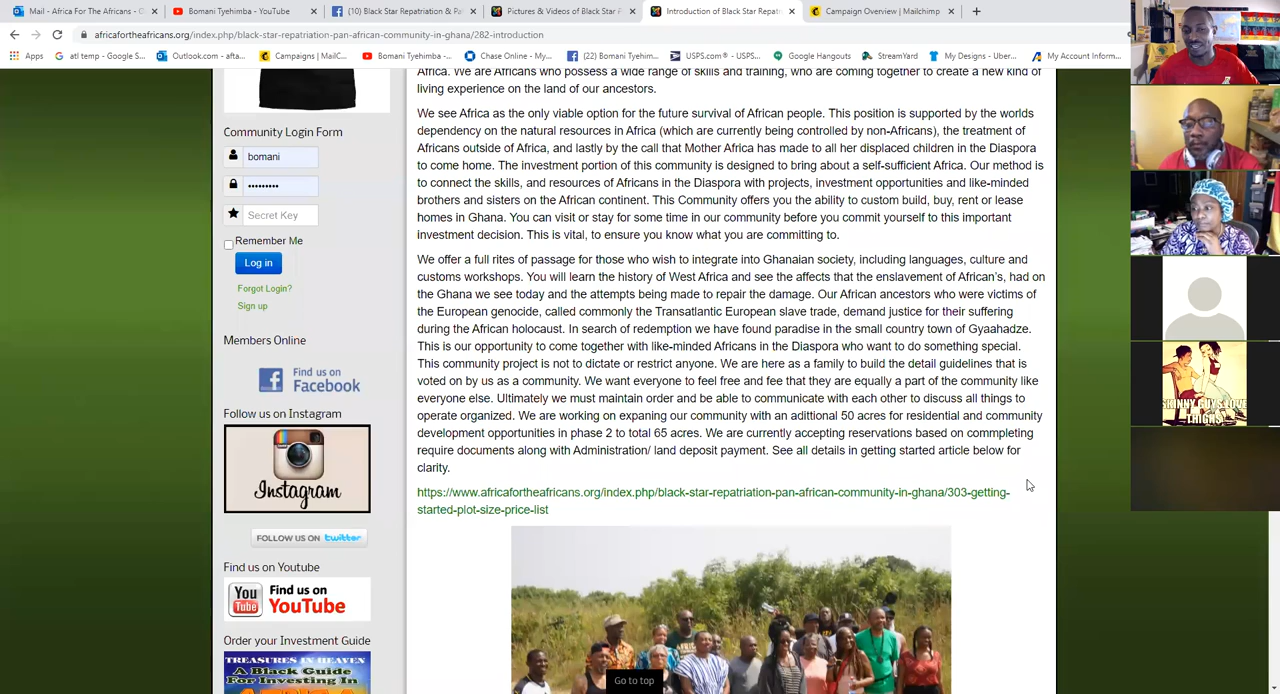 Mail - Africa For The Africans - O
Bomani Tyehimba - YouTube
(10) Black Star Repatriation & Pa
Pictures & Videos of Black Star F
Introduction of Black Star Repatr
Campaign Overview | Mailchimp
africafortheafricans.org/index.php/black-star-repatriation-pan-african-community-in-ghana/282-introduction
Apps
atl temp - Google S...
Outlook.com - afta...
Campaigns | MailC...
Bomani Tyehimba -...
Chase Online - My...
(22) Bomani Tyehim...
USPS.com® - USPS...
Google Hangouts
StreamYard
My Designs - Uber...
My Account Inform...
Community Login Form
bomani
•••••••••
Secret Key
Remember Me
Log in
Forgot Login?
Sign up
Members Online
Find us on
Facebook
Follow us on Instagram
Instagram
FOLLOW US ON twitter
Find us on Youtube
You Tube
Find us on
YouTube
Order your Investment Guide
TREASURES IN HEAVEN
A Black Guide
For Investing In
Africa. We are Africans who possess a wide range of skills and training, who are coming together to create a new kind of
living experience on the land of our ancestors.
We see Africa as the only viable option for the future survival of African people. This position is supported by the worlds
dependency on the natural resources in Africa (which are currently being controlled by non-Africans), the treatment of
Africans outside of Africa, and lastly by the call that Mother Africa has made to all her displaced children in the Diaspora
to come home. The investment portion of this community is designed to bring about a self-sufficient Africa. Our method is
to connect the skills, and resources of Africans in the Diaspora with projects, investment opportunities and like-minded
brothers and sisters on the African continent. This Community offers you the ability to custom build, buy, rent or lease
homes in Ghana. You can visit or stay for some time in our community before you commit yourself to this important
investment decision. This is vital, to ensure you know what you are committing to.
We offer a full rites of passage for those who wish to integrate into Ghanaian society, including languages, culture and
customs workshops. You will learn the history of West Africa and see the affects that the enslavement of African's, had on
the Ghana we see today and the attempts being made to repair the damage. Our African ancestors who were victims of
the European genocide, called commonly the Transatlantic European slave trade, demand justice for their suffering
during the African holocaust. In search of redemption we have found paradise in the small country town of Gyaahadze.
This is our opportunity to come together with like-minded Africans in the Diaspora who want to do something special.
This community project is not to dictate or restrict anyone. We are here as a family to build the detail guidelines that is
voted on by us as a community. We want everyone to feel free and fee that they are equally a part of the community like
everyone else. Ultimately we must maintain order and be able to communicate with each other to discuss all things to
operate organized. We are working on expaning our community with an aditttional 50 acres for residential and community
development opportunities in phase 2 to total 65 acres. We are currently accepting reservations based on commpleting
require documents along with Administration/ land deposit payment. See all details in getting started article below for
clarity.
https://www.africafortheafricans.org/index.php/black-star-repatriation-pan-african-community-in-ghana/303-getting-
started-plot-size-price-list
Go to top
SKINNY GUYS LOVE
THIGHS